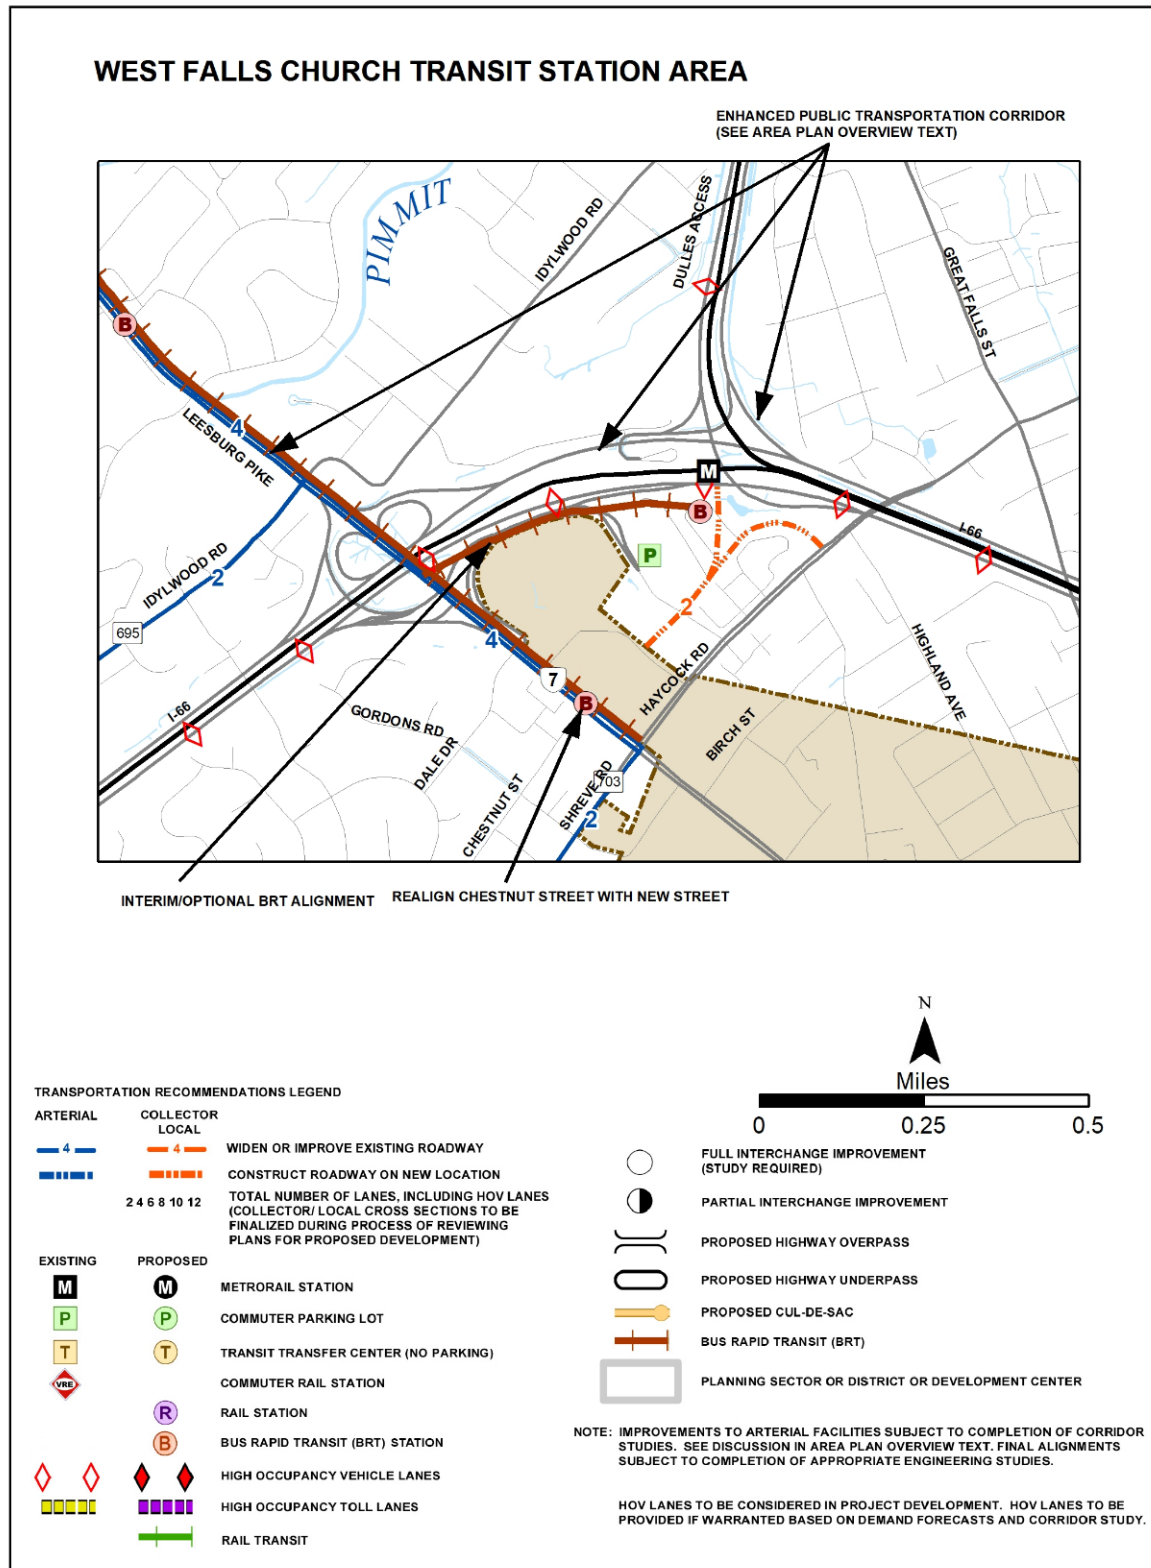 WEST FALLS CHURCH TRANSIT STATION AREA
ENHANCED PUBLIC TRANSPORTATION CORRIDOR
(SEE AREA PLAN OVERVIEW TEXT)
PIMMIT
IDYLWOOD RD
DULLES ACCESS
GREAT FALLS ST
B
4
LEESBURG PIKE
M
B
I-66
P
IDYLWOOD RD
2
2
695
4
HIGHLAND AVE
HAYCOCK RD
7
B
I-66
GORDONS RD
BIRCH ST
DALE DR
703
SHREVE RD
CHESTNUT ST
2
INTERIM/OPTIONAL BRT ALIGNMENT
REALIGN CHESTNUT STREET WITH NEW STREET
N
Miles
0 0.25 0.5
TRANSPORTATION RECOMMENDATIONS LEGEND
ARTERIAL
COLLECTOR
LOCAL
4 4 WIDEN OR IMPROVE EXISTING ROADWAY
CONSTRUCT ROADWAY ON NEW LOCATION
2 4 6 8 10 12 TOTAL NUMBER OF LANES, INCLUDING HOV LANES
(COLLECTOR/ LOCAL CROSS SECTIONS TO BE
FINALIZED DURING PROCESS OF REVIEWING
PLANS FOR PROPOSED DEVELOPMENT)
EXISTING PROPOSED
M M METRORAIL STATION
P P COMMUTER PARKING LOT
T T TRANSIT TRANSFER CENTER (NO PARKING)
VRE COMMUTER RAIL STATION
R RAIL STATION
B BUS RAPID TRANSIT (BRT) STATION
HIGH OCCUPANCY VEHICLE LANES
HIGH OCCUPANCY TOLL LANES
RAIL TRANSIT
FULL INTERCHANGE IMPROVEMENT
(STUDY REQUIRED)
PARTIAL INTERCHANGE IMPROVEMENT
PROPOSED HIGHWAY OVERPASS
PROPOSED HIGHWAY UNDERPASS
PROPOSED CUL-DE-SAC
BUS RAPID TRANSIT (BRT)
PLANNING SECTOR OR DISTRICT OR DEVELOPMENT CENTER
NOTE: IMPROVEMENTS TO ARTERIAL FACILITIES SUBJECT TO COMPLETION OF CORRIDOR
STUDIES. SEE DISCUSSION IN AREA PLAN OVERVIEW TEXT. FINAL ALIGNMENTS
SUBJECT TO COMPLETION OF APPROPRIATE ENGINEERING STUDIES.
HOV LANES TO BE CONSIDERED IN PROJECT DEVELOPMENT. HOV LANES TO BE
PROVIDED IF WARRANTED BASED ON DEMAND FORECASTS AND CORRIDOR STUDY.